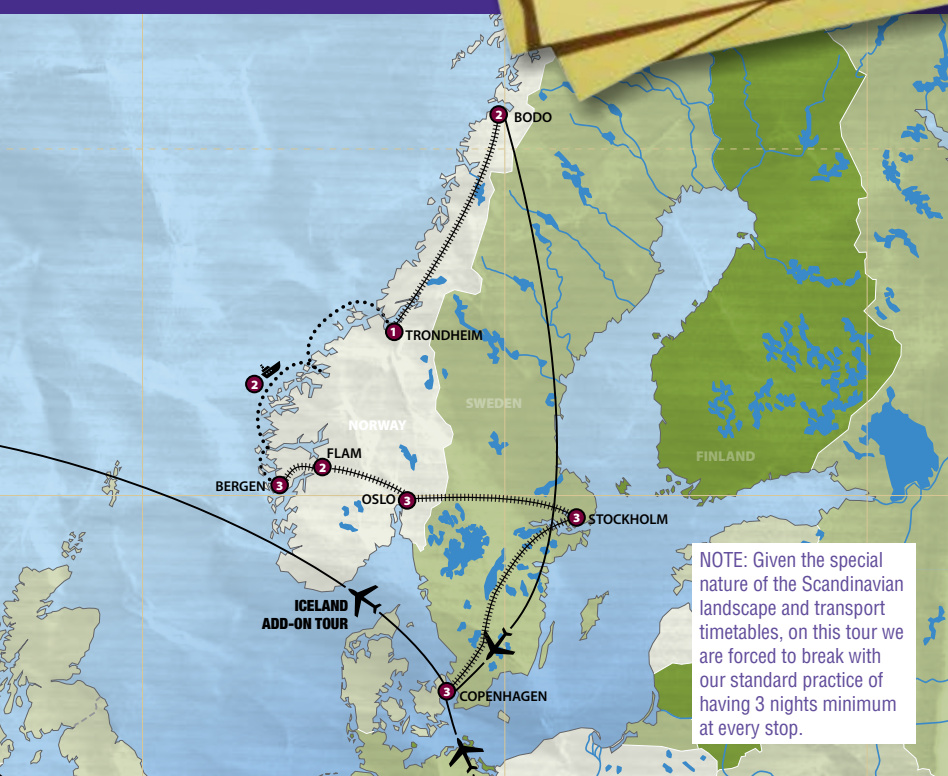 2 BODO
1 TRONDHEIM
2
SWEDEN
NORWAY
FINLAND
FLAM
2
BERGEN 3
OSLO 3
3 STOCKHOLM
ICELAND
ADD-ON TOUR
3 COPENHAGEN
NOTE: Given the special
nature of the Scandinavian
landscape and transport
timetables, on this tour we
are forced to break with
our standard practice of
having 3 nights minimum
at every stop.